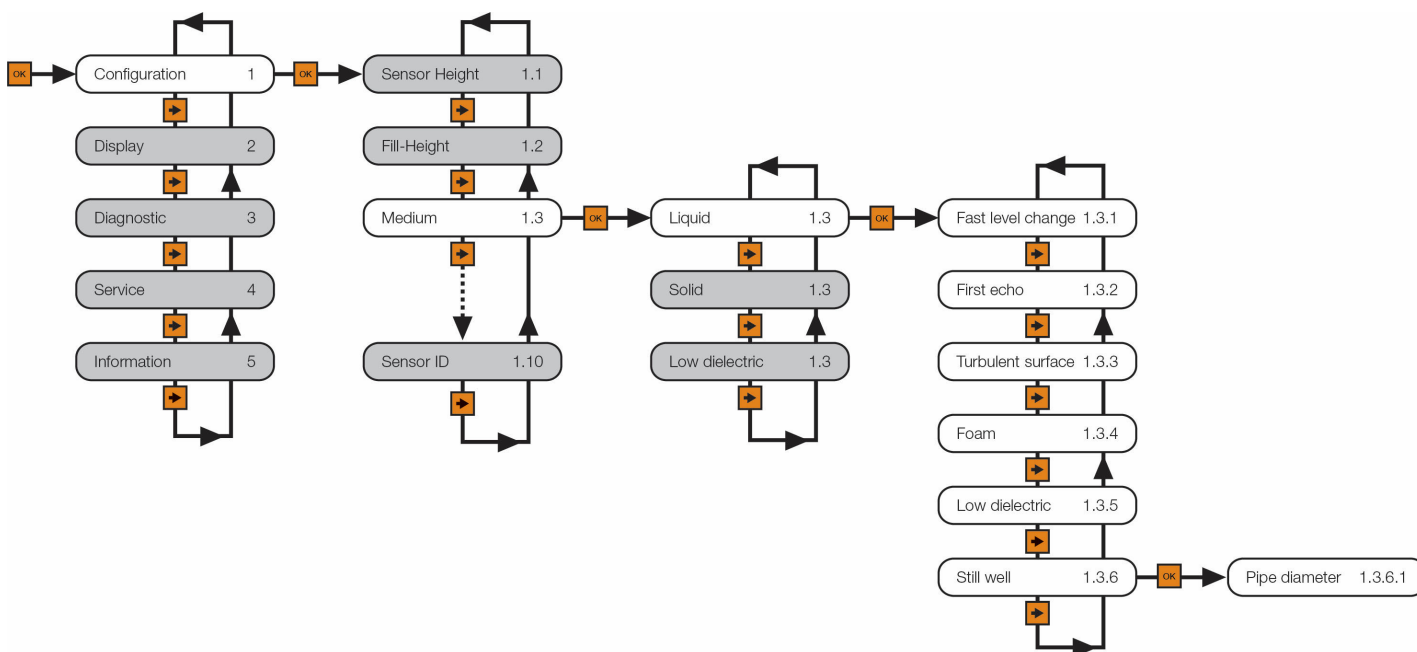 OK
Configuration 1
OK
Display 2
Diagnostic 3
Service 4
Information 5
Sensor Height 1.1
Fill-Height 1.2
Medium 1.3
OK
Sensor ID 1.10
Liquid 1.3
OK
Solid 1.3
Low dielectric 1.3
Fast level change 1.3.1
First echo 1.3.2
Turbulent surface 1.3.3
Foam 1.3.4
Low dielectric 1.3.5
Still well 1.3.6
OK
Pipe diameter 1.3.6.1